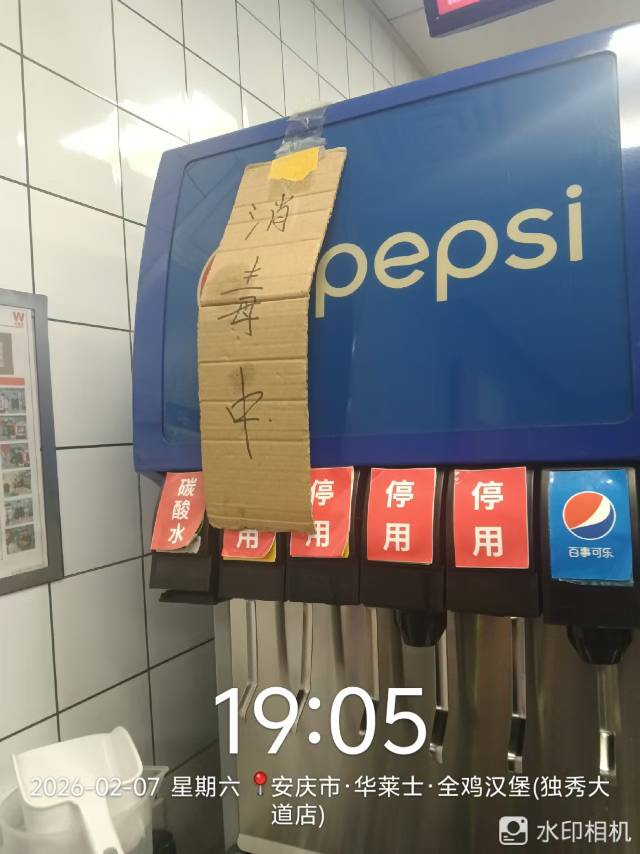 消毒中
pepsi
W
碳酸水
用
停用
停用
停用
百事可乐
19:05
2026-02-07 星期六 安庆市·华莱士·全鸡汉堡(独秀大
道店)
水印相机